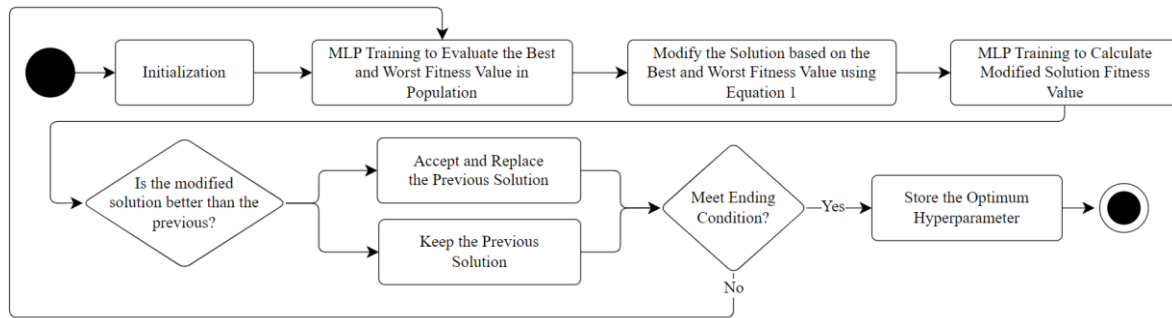 Initialization
MLP Training to Evaluate the Best
and Worst Fitness Value in
Population
Modify the Solution based on the
Best and Worst Fitness Value using
Equation 1
MLP Training to Calculate
Modified Solution Fitness
Value
Is the modified
solution better than the
previous?
Accept and Replace
the Previous Solution
Keep the Previous
Solution
Meet Ending
Condition?
Yes
Store the Optimum
Hyperparameter
No